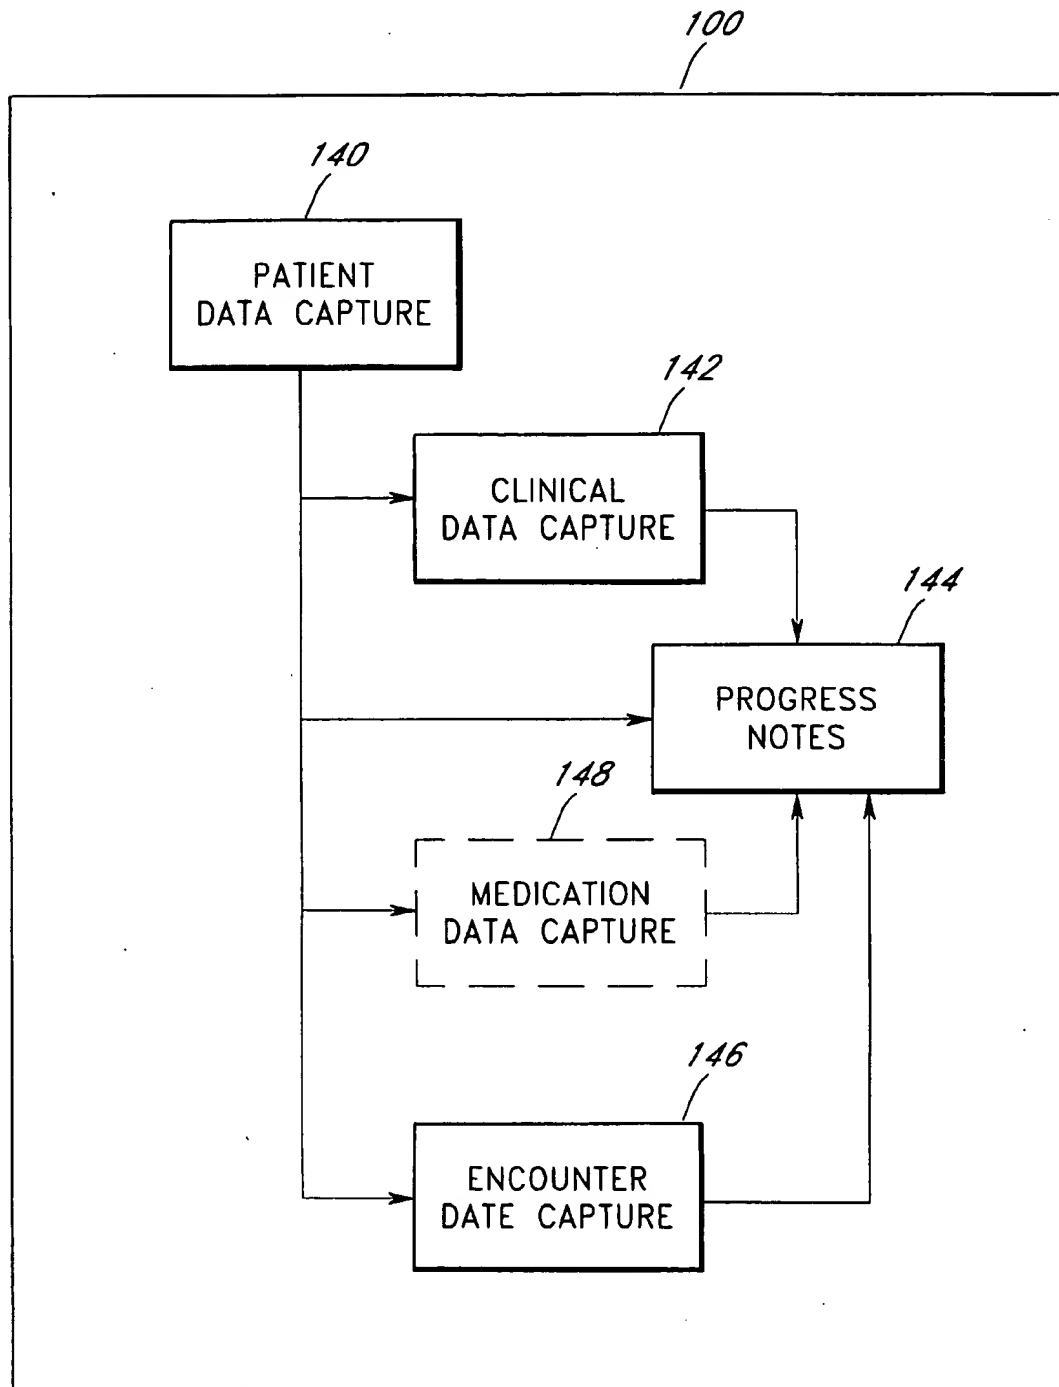 100
140
PATIENT
DATA CAPTURE
142
CLINICAL
DATA CAPTURE
144
PROGRESS
NOTES
148
MEDICATION
DATA CAPTURE
146
ENCOUNTER
DATE CAPTURE